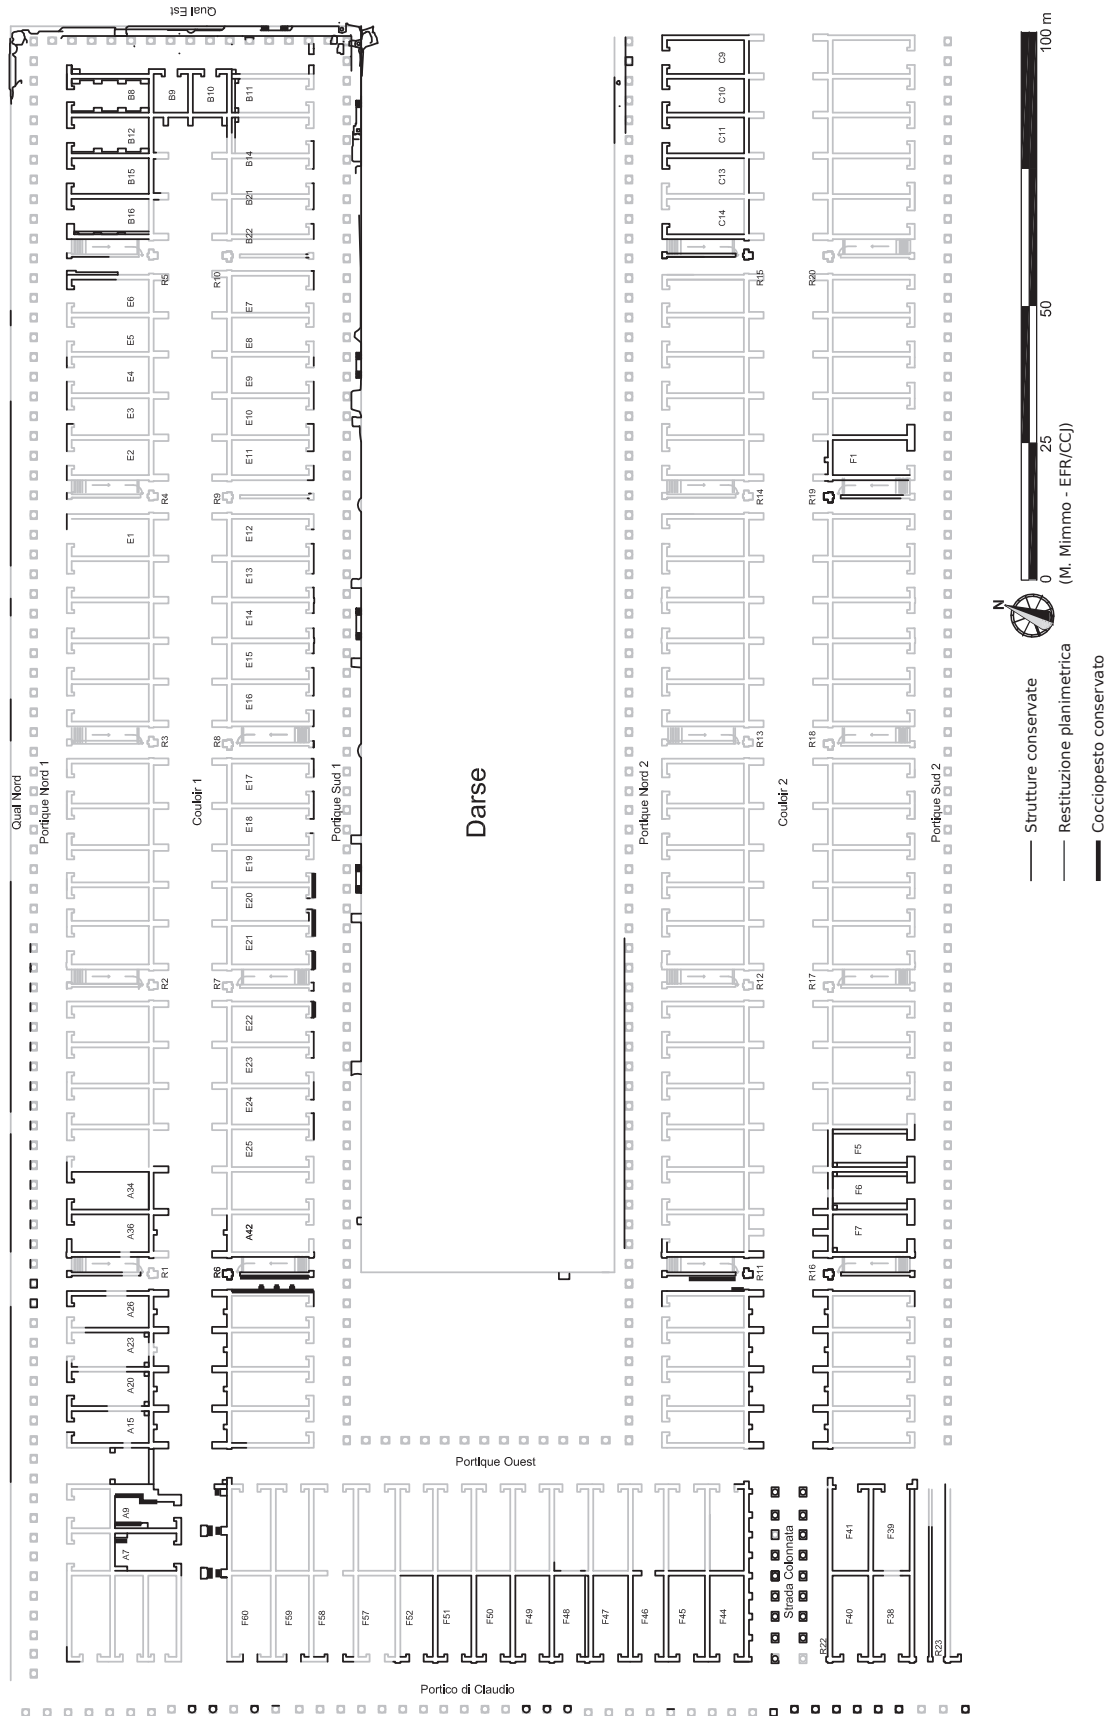 Quai Est
B8
B9
B10
B11
B12
B14
B15
B21
B16
B22
R5
R10
E6
E7
E5
E8
E4
E9
E3
E10
E2
E11
R4
R9
E1
E12
E13
E14
E15
E16
R3
R8
Quai Nord
Portique Nord 1
Couloir 1
Portique Sud 1
E17
E18
E19
E20
E21
R2
R7
E22
E23
E24
E25
A34
A36
A42
R1
R6
A26
A23
A20
A15
A9
A7
Darse
C9
C10
C11
C13
C14
R15
R20
F1
R14
R19
R13
R18
Portique Nord 2
Couloir 2
Portique Sud 2
R12
R17
F5
F6
F7
R11
R16
Portique Ouest
F60
F59
F58
F57
F52
F51
F50
F49
F48
F47
F46
F45
F44
Strada Colonnata
F41
F39
F40
F38
R22
R23
Portico di Claudio
0
25
50
100 m
(M. Mimmo - EFR/CCJ)
N
Strutture conservate
Restituzione planimetrica
Cocciopesto conservato